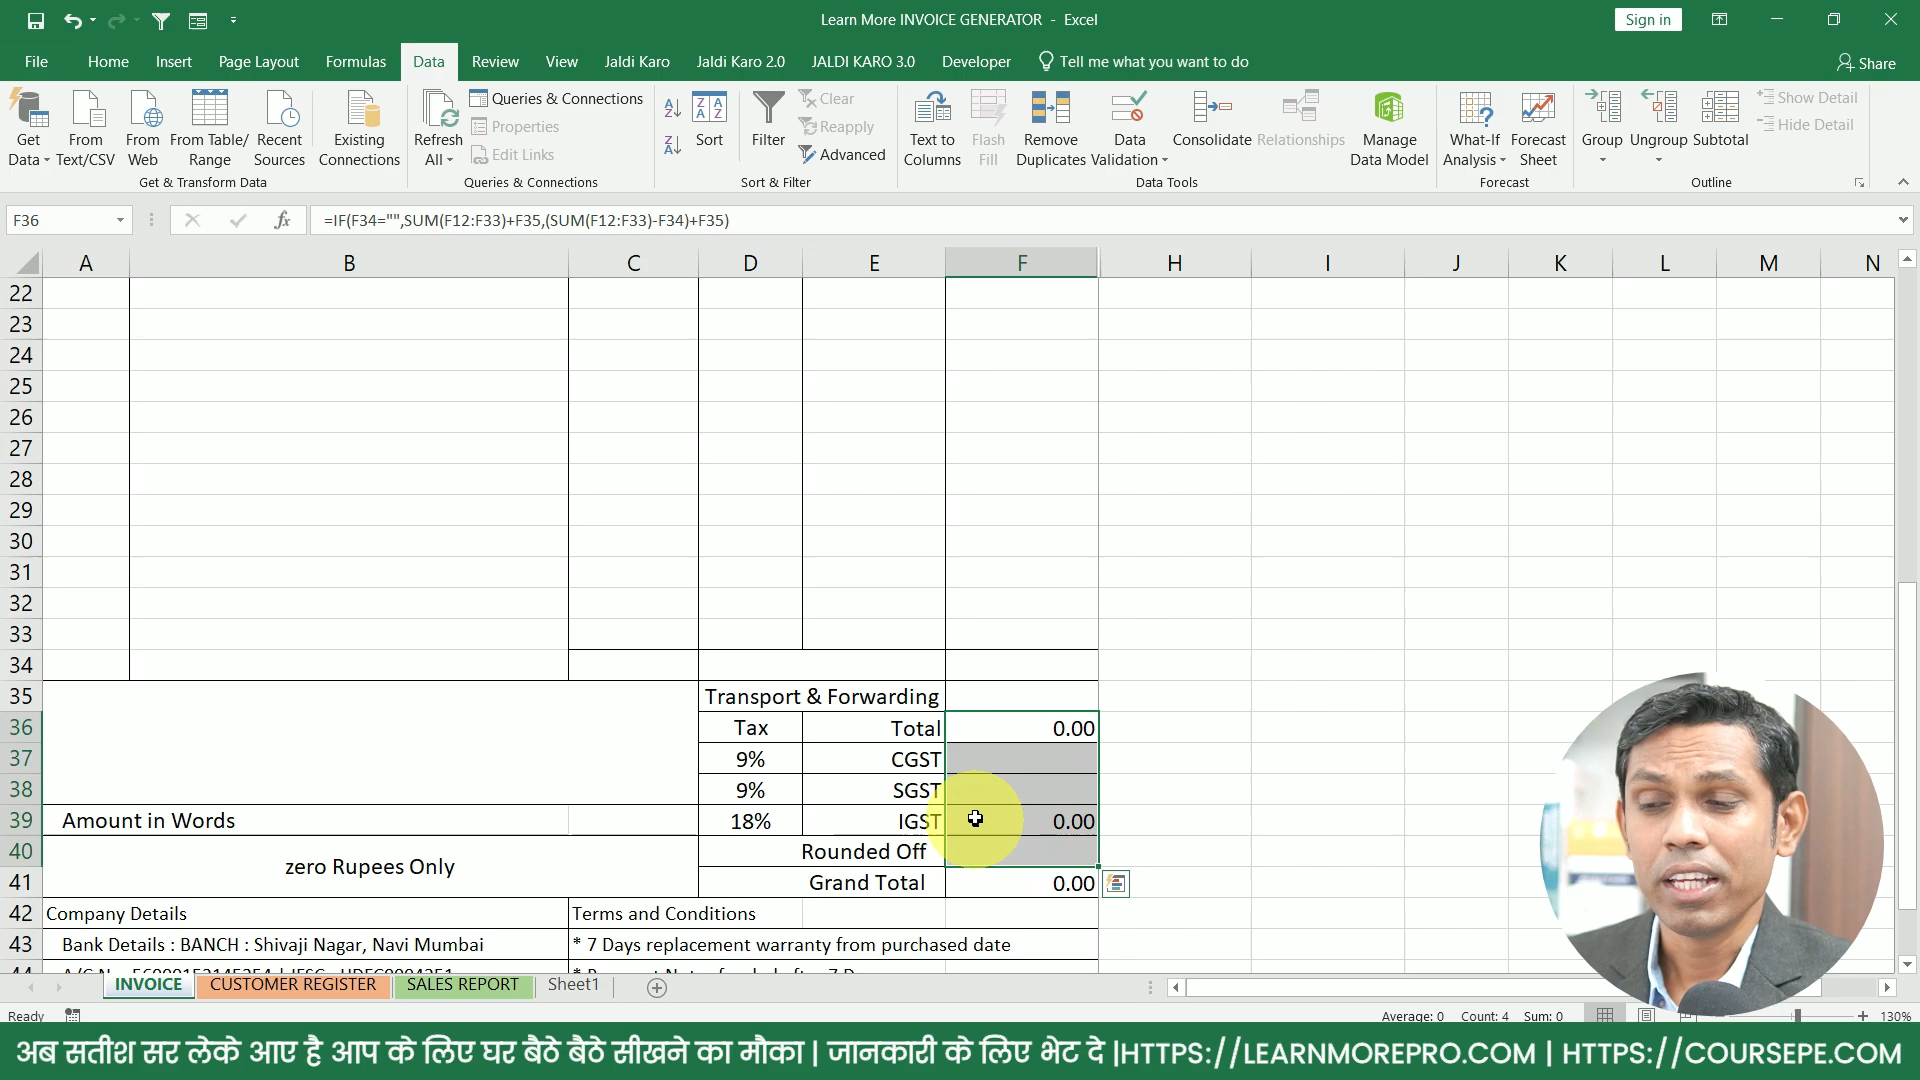 Learn More INVOICE GENERATOR - Excel
Sign in
File Home Insert Page Layout Formulas Data Review View Jaldi Karo Jaldi Karo 2.0 JALDI KARO 3.0 Developer Tell me what you want to do Share
Get Data From Text/CSV From Web From Table/ Range Recent Sources Existing Connections
Get & Transform Data
Refresh All Queries & Connections
Properties
Edit Links
Queries & Connections
Sort Filter Clear
Reapply
Advanced
Sort & Filter
Text to Columns Flash Fill Remove Duplicates Data Validation Consolidate Relationships Manage Data Model
Data Tools
What-If Analysis Forecast Sheet
Forecast
Group Ungroup Subtotal Show Detail
Hide Detail
Outline
F36 fx =IF(F34="",SUM(F12:F33)+F35,(SUM(F12:F33)-F34)+F35)
A B C D E F H I J K L M N
22
23
24
25
26
27
28
29
30
31
32
33
34
35 Transport & Forwarding
36 Tax Total 0.00
37 9% CGST
38 9% SGST
39 Amount in Words 18% IGST 0.00
40 Rounded Off
zero Rupees Only
41 Grand Total 0.00
42 Company Details Terms and Conditions
43 Bank Details : BANCH : Shivaji Nagar, Navi Mumbai * 7 Days replacement warranty from purchased date
INVOICE CUSTOMER REGISTER SALES REPORT Sheet1
Ready Average: 0 Count: 4 Sum: 0 130%
अब सतीश सर लेके आए है आप के लिए घर बैठे बैठे सीखने का मौका | जानकारी के लिए भेट दे |HTTPS://LEARNMOREPRO.COM | HTTPS://COURSEPE.COM